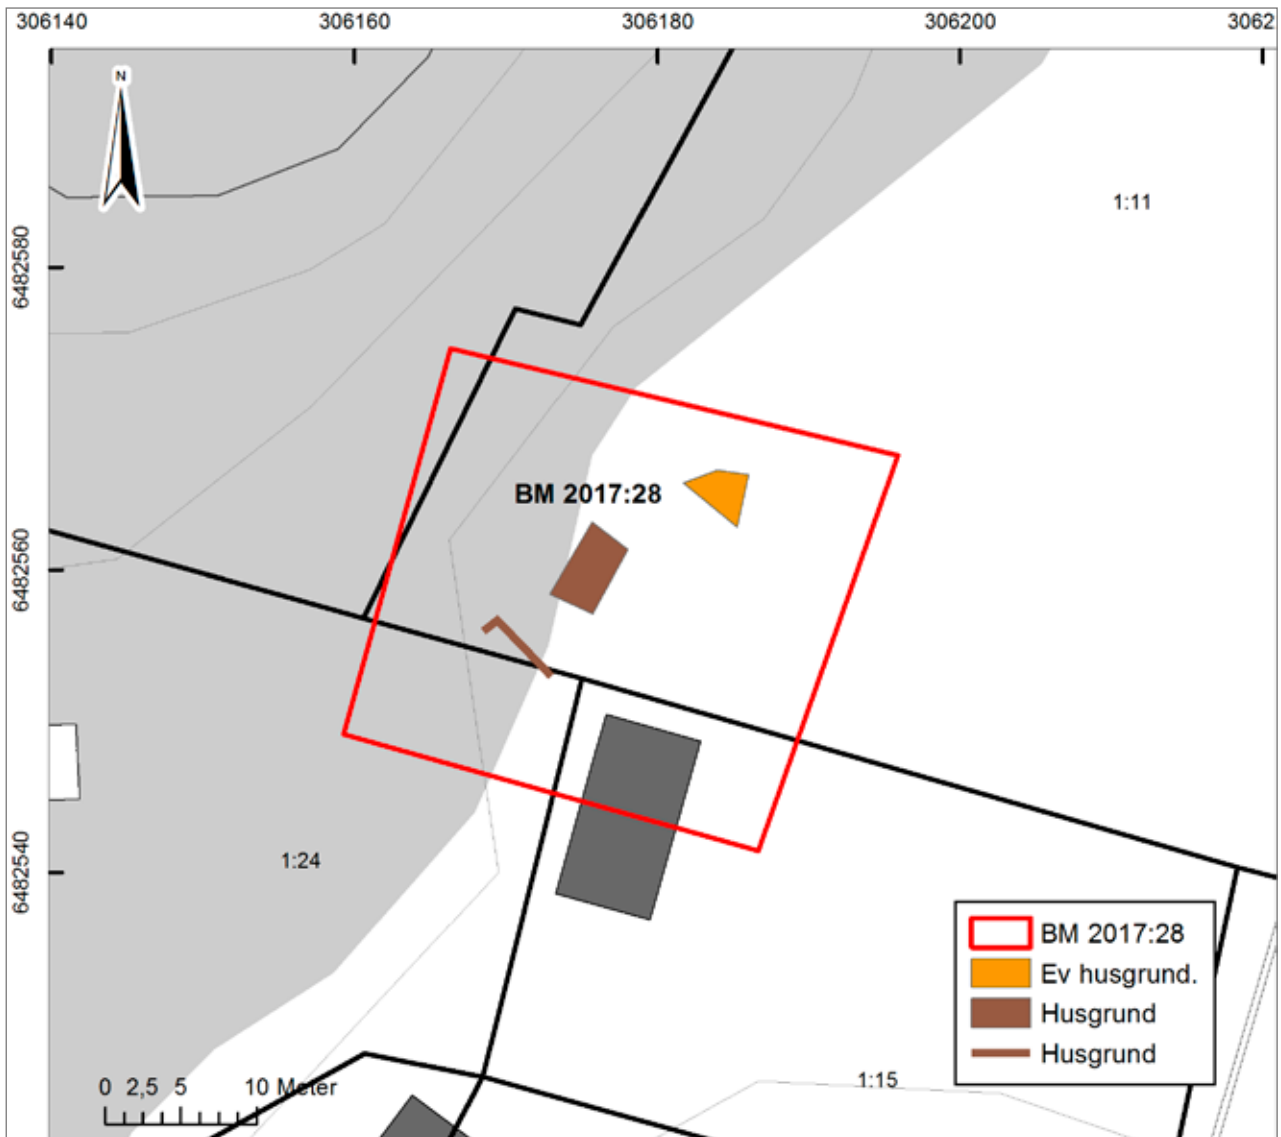 306140 306160 306180 306200 3062
N
1:11
6482580
BM 2017:28
6482560
6482540
1:24
BM 2017:28
Ev husgrund.
Husgrund
Husgrund
1:15
0 2,5 5 10 Meter